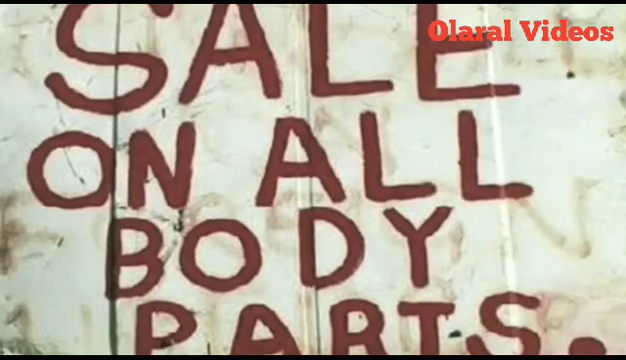 Olaral Videos
SALE
ON ALL
BODY
PARTS.